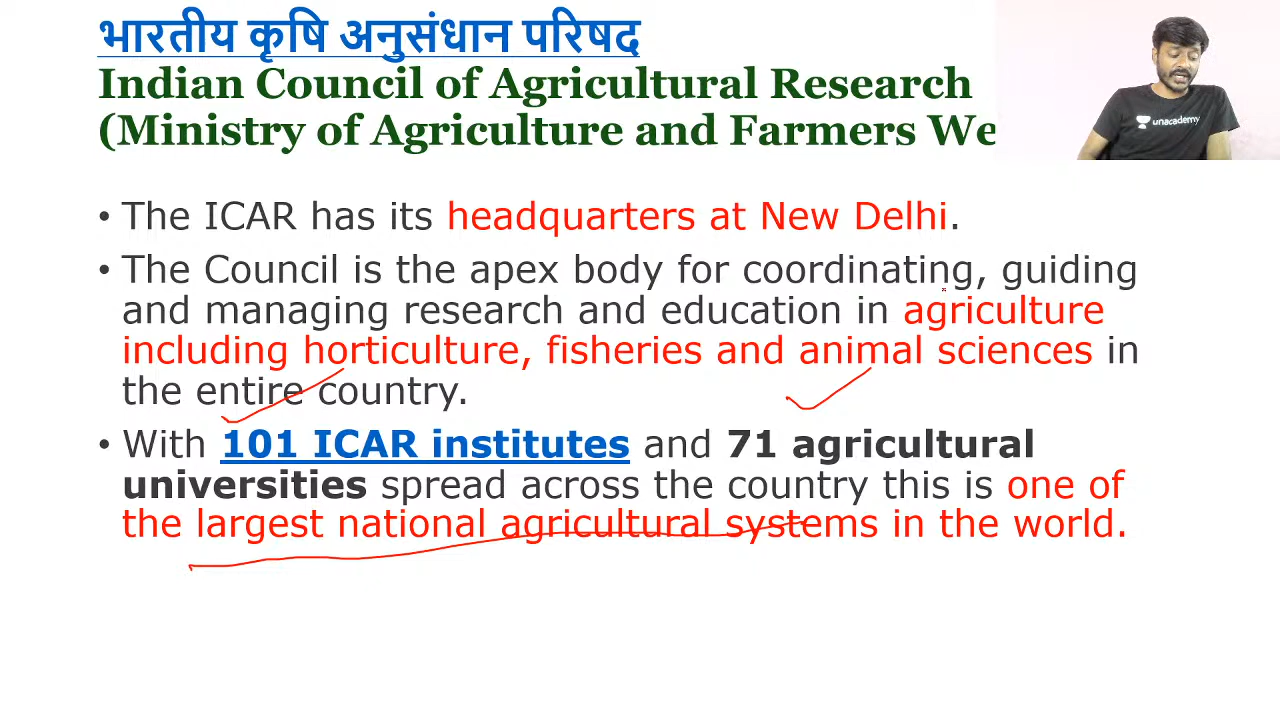 भारतीय कृषि अनुसंधान परिषद
Indian Council of Agricultural Research
(Ministry of Agriculture and Farmers We
unacademy
• The ICAR has its headquarters at New Delhi.
• The Council is the apex body for coordinating, guiding
and managing research and education in agriculture
including horticulture, fisheries and animal sciences in
the entire country.
• With 101 ICAR institutes and 71 agricultural
universities spread across the country this is one of
the largest national agricultural systems in the world.